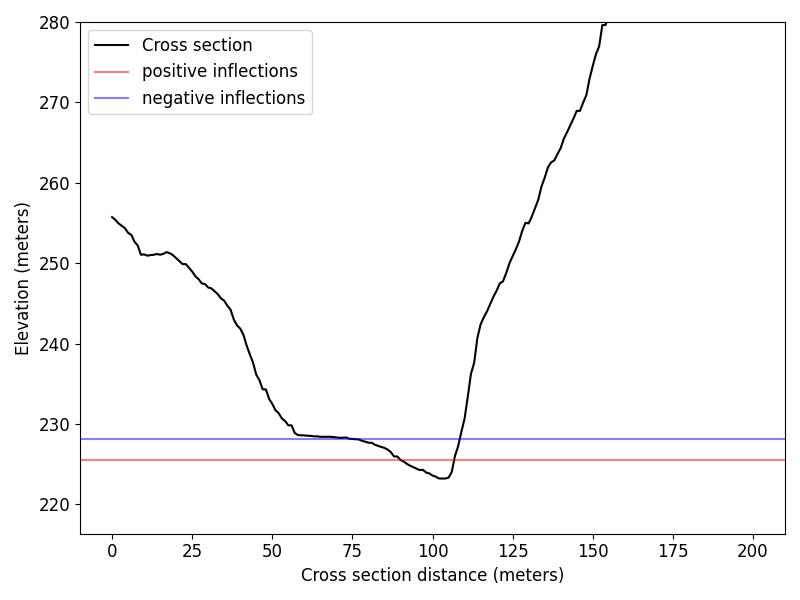 Cross section
positive inflections
negative inflections
280
270
260
250
240
230
220
Elevation (meters)
0 25 50 75 100 125 150 175 200
Cross section distance (meters)